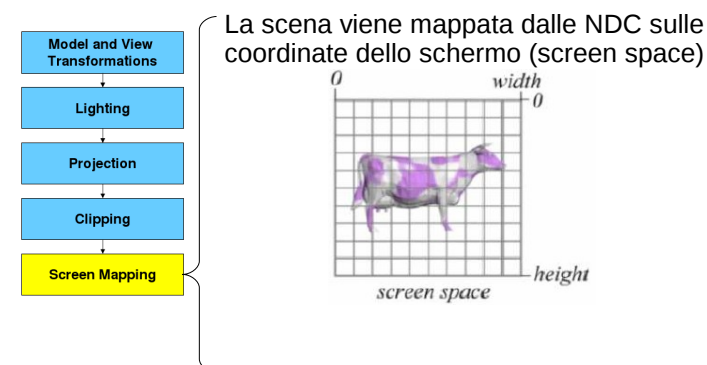 Model and View
Transformations
Lighting
Projection
Clipping
Screen Mapping
La scena viene mappata dalle NDC sulle
coordinate dello schermo (screen space)
0 width
0
height
screen space